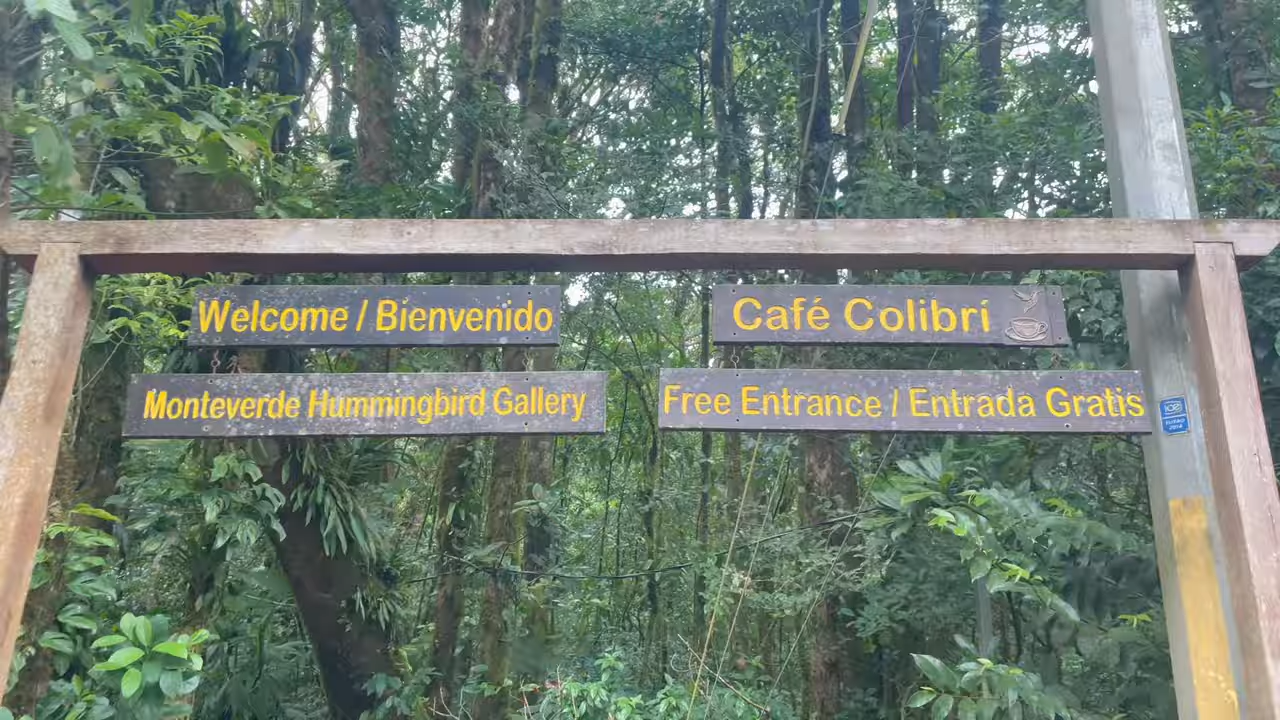 Welcome / Bienvenido
Monteverde Hummingbird Gallery
Café Colibrí
Free Entrance / Entrada Gratis